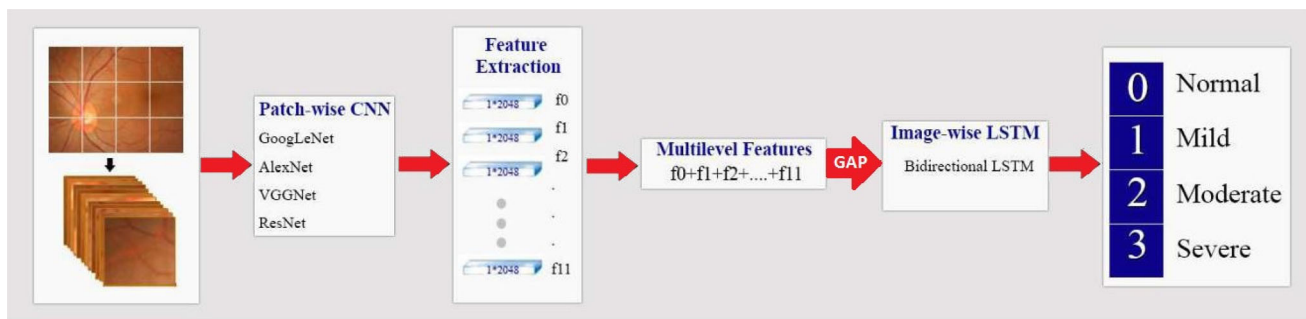 Patch-wise CNN
GoogLeNet
AlexNet
VGGNet
ResNet
Feature
Extraction
1*2048 f0
1*2048 f1
1*2048 f2
.
.
.
1*2048 f11
Multilevel Features
f0+f1+f2+....+f11
GAP
Image-wise LSTM
Bidirectional LSTM
0 Normal
1 Mild
2 Moderate
3 Severe